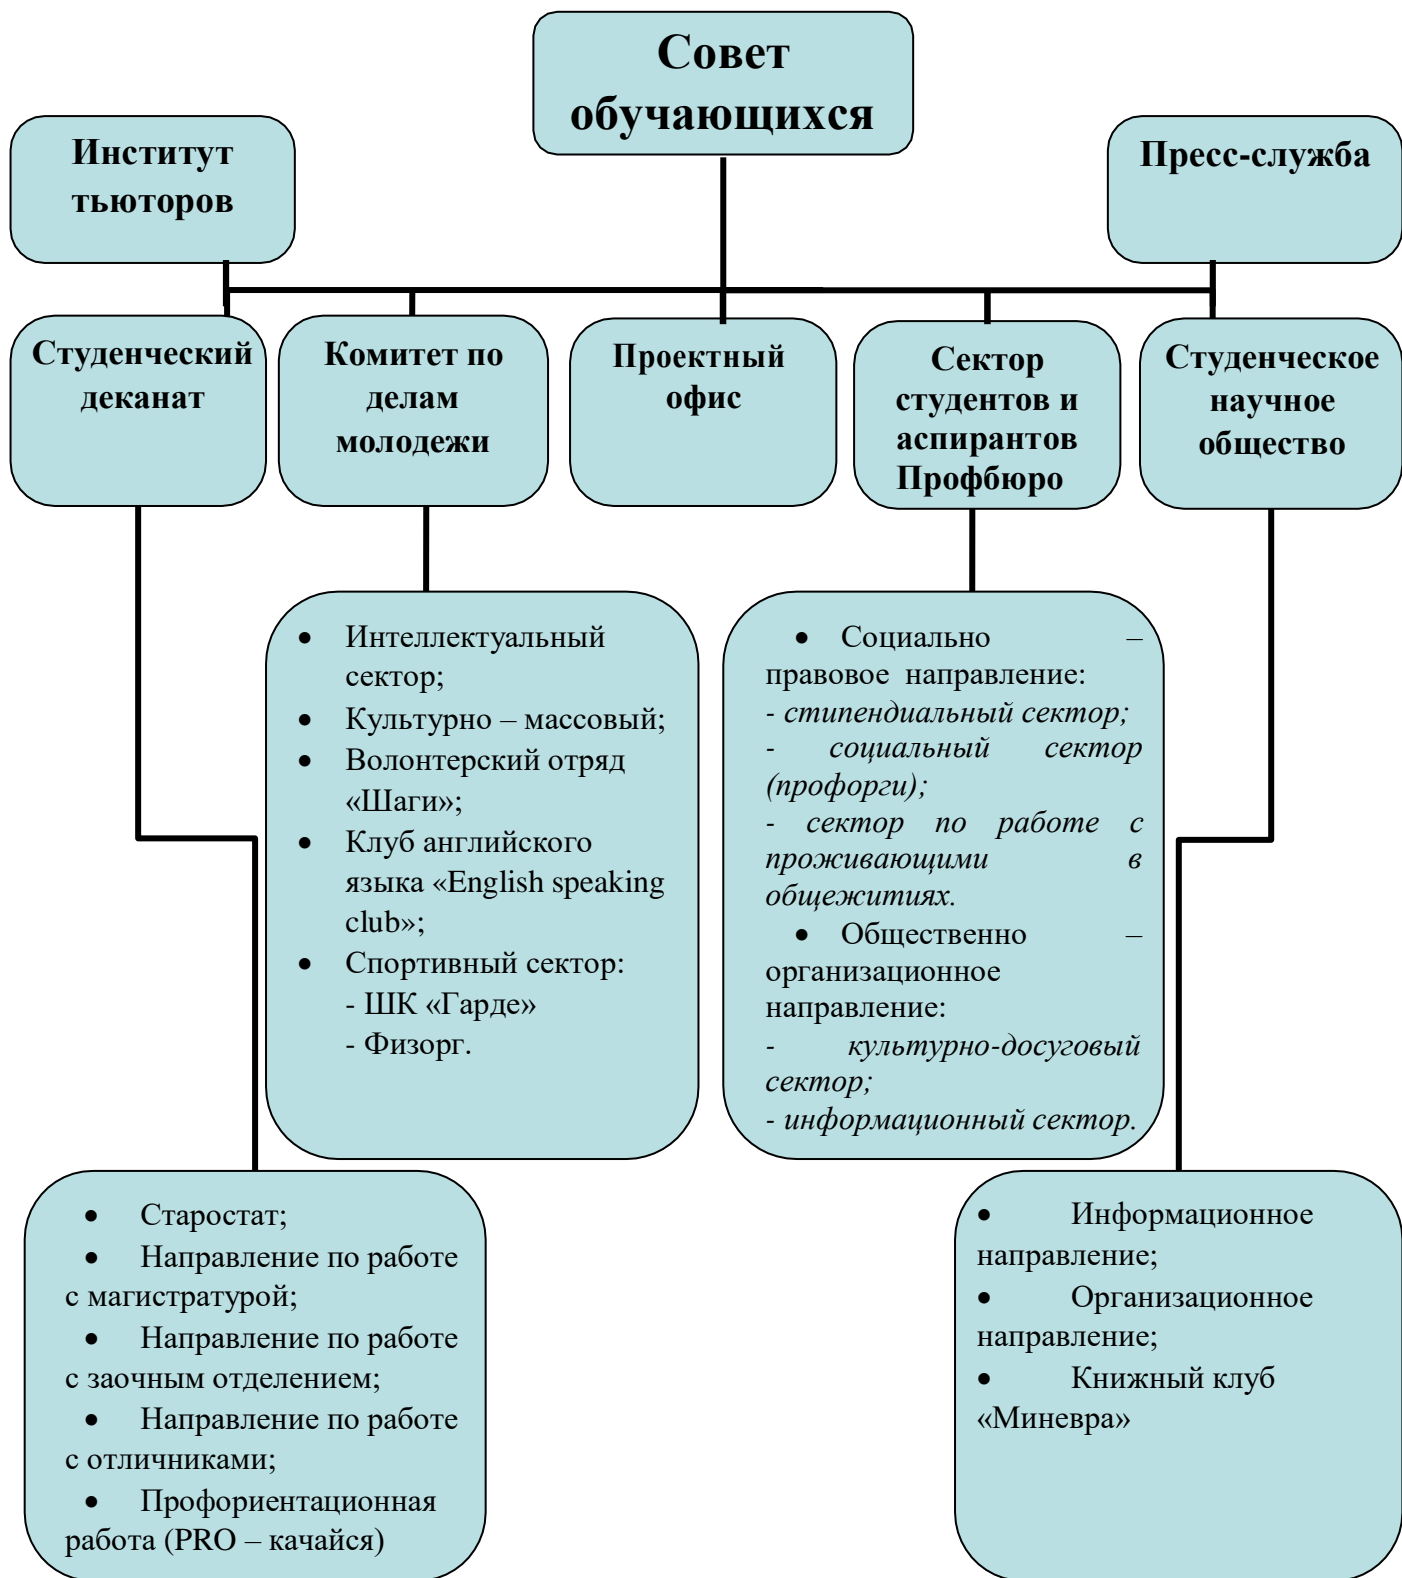 Совет
обучающихся
Институт
тьюторов
Пресс-служба
Студенческий
деканат
Комитет по
делам
молодежи
Проектный
офис
Сектор
студентов и
аспирантов
Профбюро
Студенческое
научное
общество
• Интеллектуальный
сектор;
• Культурно – массовый;
• Волонтерский отряд
«Шаги»;
• Клуб английского
языка «English speaking
club»;
• Спортивный сектор:
- ШК «Гарде»
- Физорг.
• Социально –
правовое направление:
- стипендиальный сектор;
- социальный сектор
(профорги);
- сектор по работе с
проживающими в
общежитиях.
• Общественно –
организационное
направление:
- культурно-досуговый
сектор;
- информационный сектор.
• Старостат;
• Направление по работе
с магистратурой;
• Направление по работе
с заочным отделением;
• Направление по работе
с отличниками;
• Профориентационная
работа (PRO – качайся)
• Информационное
направление;
• Организационное
направление;
• Книжный клуб
«Миневра»